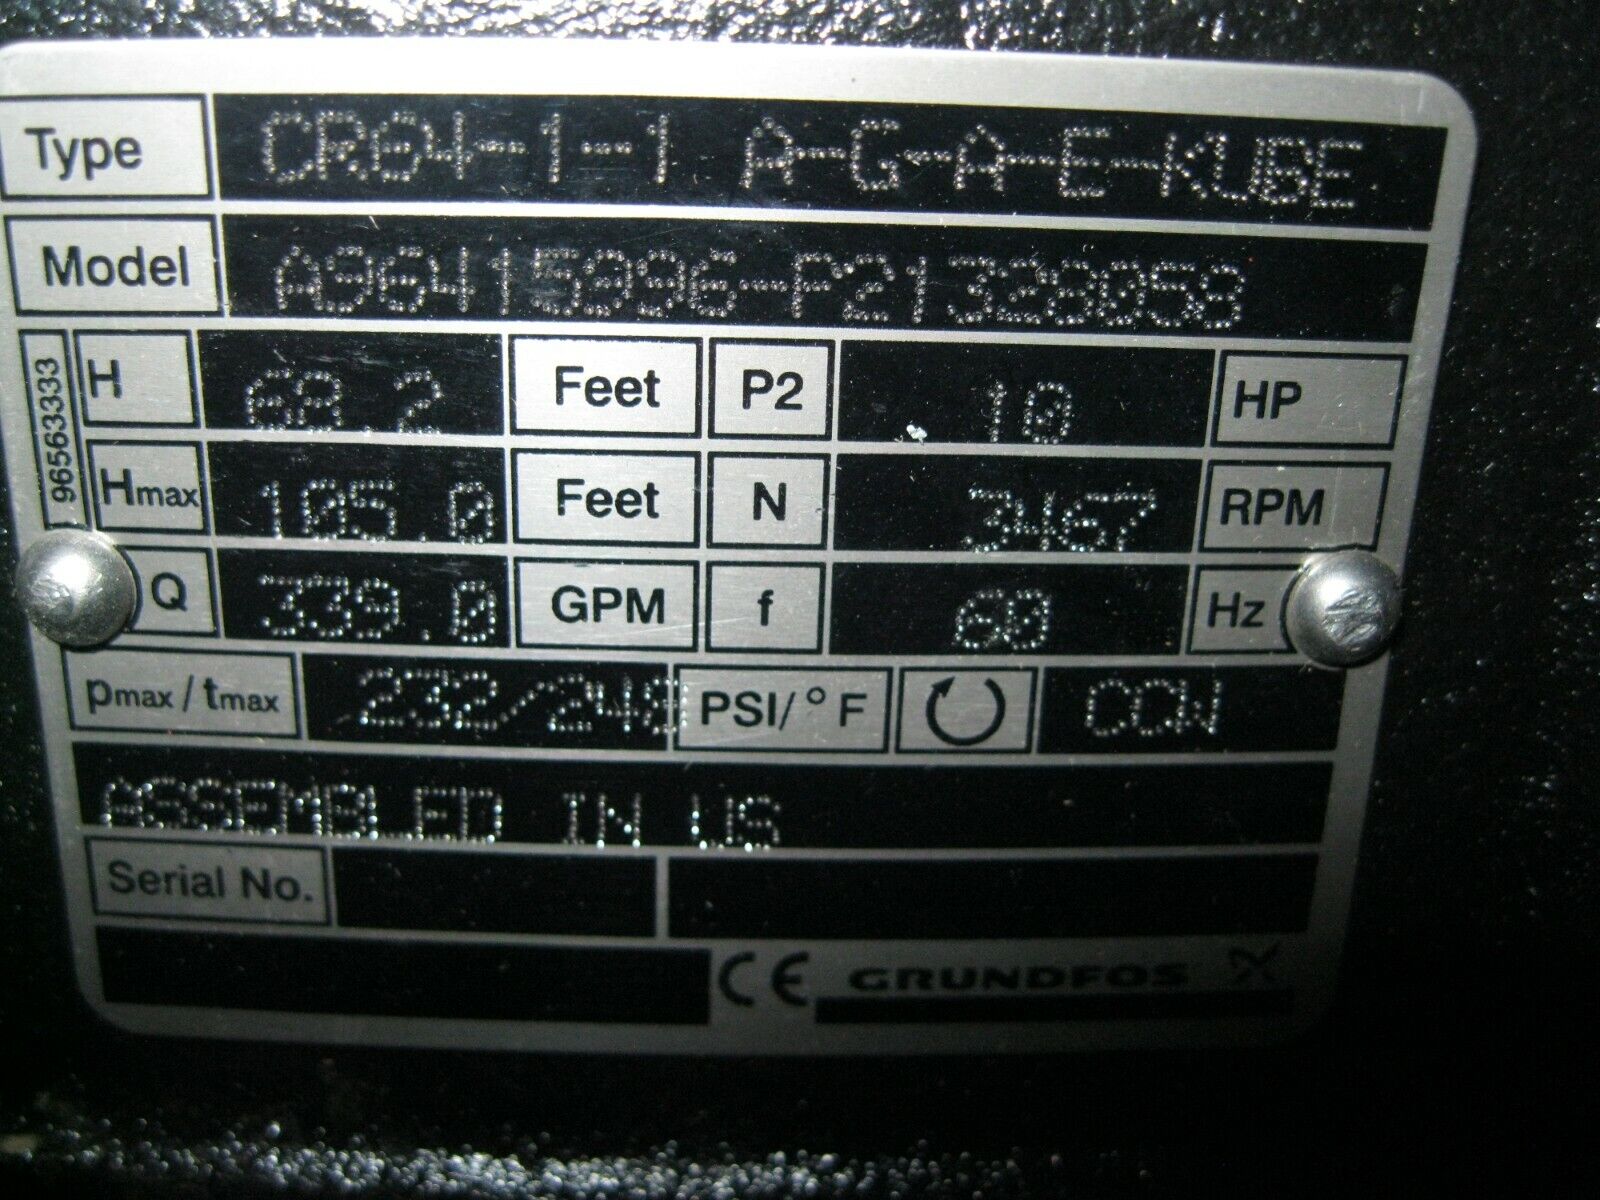 Type CR64-1-1 A-G-A-E-KUBE
Model A96415996-P21328058
96563333
H 68.2 Feet P2 10 HP
Hmax 105.0 Feet N 3467 RPM
Q 339.0 GPM f 60 Hz
pmax / tmax 232/248 PSI/°F CCW
ASSEMBLED IN US
Serial No.
CE GRUNDFOS